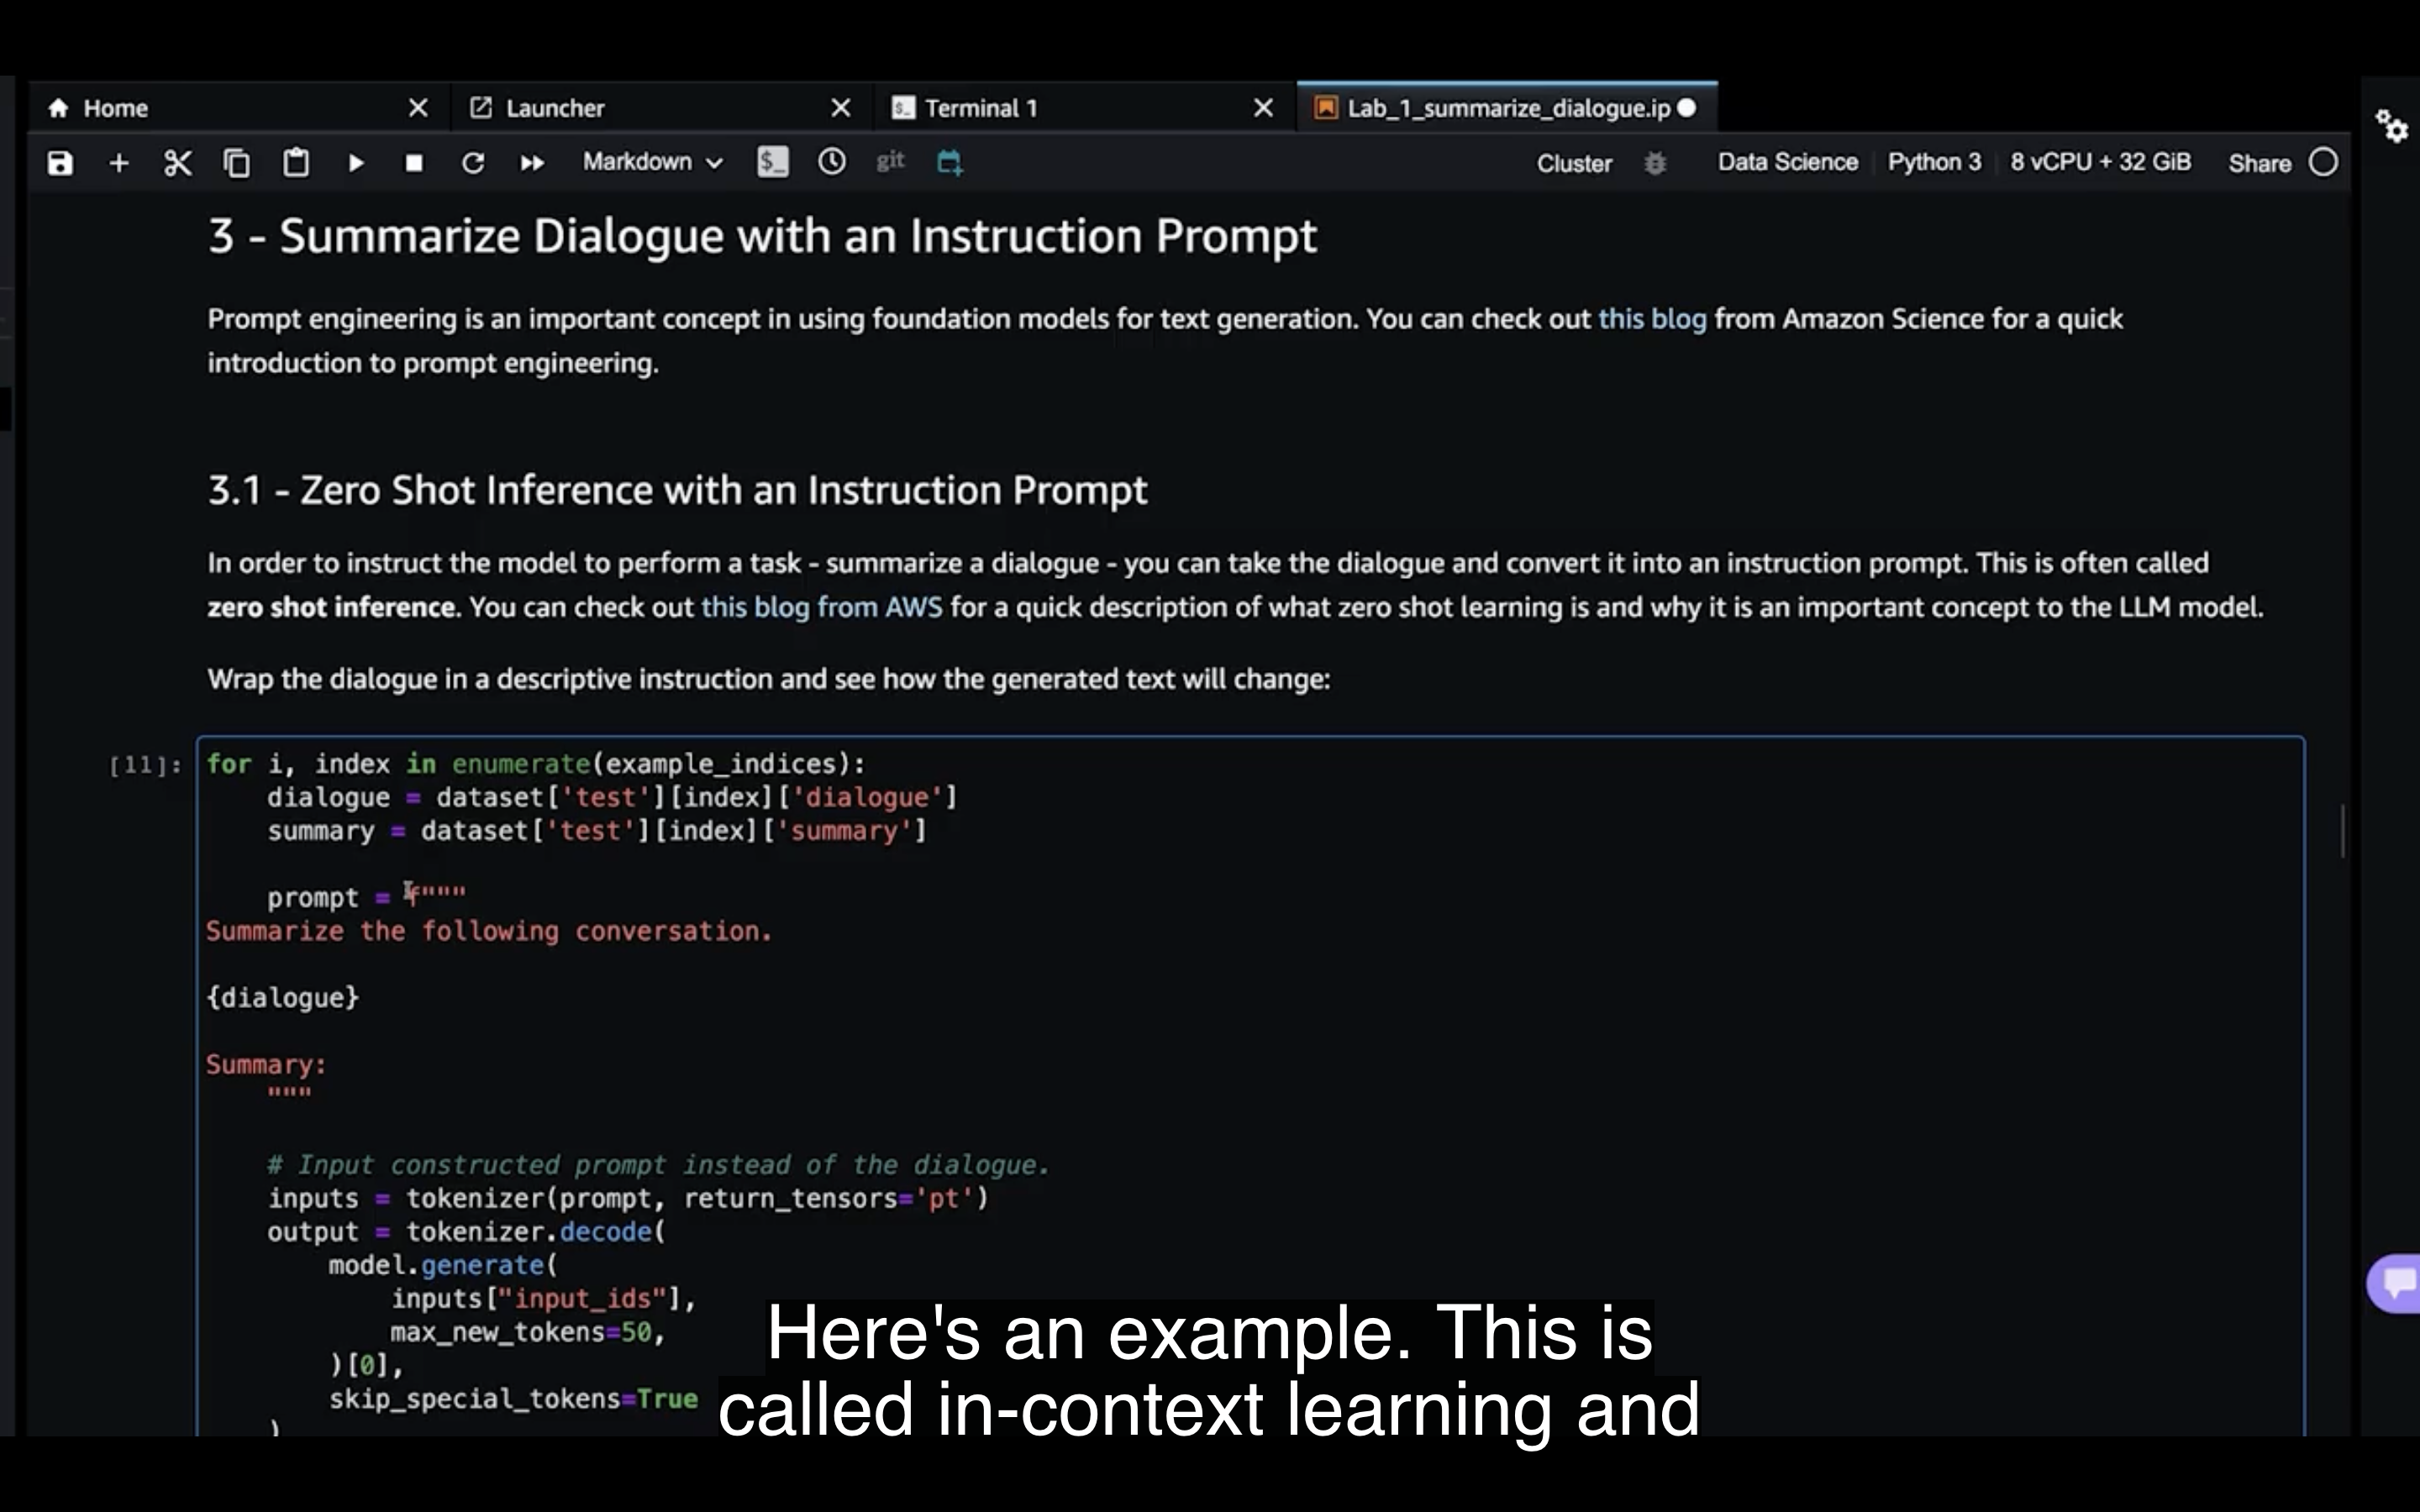 Home
Launcher
Terminal 1
Lab_1_summarize_dialogue.ip
Markdown
$_
git
Cluster
Data Science
Python 3
8 vCPU + 32 GiB
Share
3 - Summarize Dialogue with an Instruction Prompt
Prompt engineering is an important concept in using foundation models for text generation. You can check out this blog from Amazon Science for a quick
introduction to prompt engineering.
3.1 - Zero Shot Inference with an Instruction Prompt
In order to instruct the model to perform a task - summarize a dialogue - you can take the dialogue and convert it into an instruction prompt. This is often called
zero shot inference. You can check out this blog from AWS for a quick description of what zero shot learning is and why it is an important concept to the LLM model.
Wrap the dialogue in a descriptive instruction and see how the generated text will change:
[11]: for i, index in enumerate(example_indices):
    dialogue = dataset['test'][index]['dialogue']
    summary = dataset['test'][index]['summary']
    prompt = f"""
Summarize the following conversation.
{dialogue}
Summary:
    """
    # Input constructed prompt instead of the dialogue.
    inputs = tokenizer(prompt, return_tensors='pt')
    output = tokenizer.decode(
        model.generate(
            inputs["input_ids"],
            max_new_tokens=50,
        )[0],
        skip_special_tokens=True
    )
Here's an example. This is
called in-context learning and